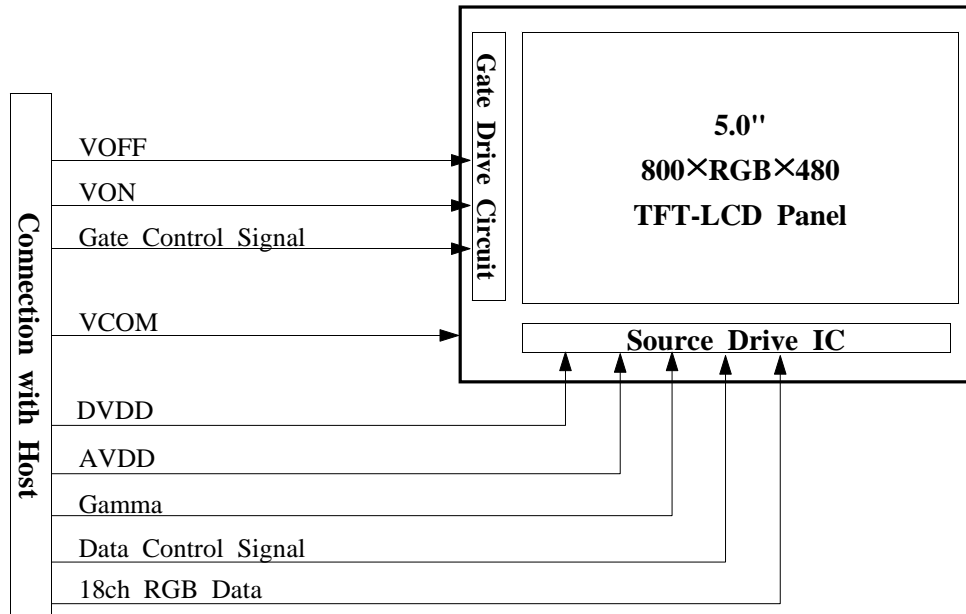 Connection with Host
VOFF
VON
Gate Control Signal
VCOM
DVDD
AVDD
Gamma
Data Control Signal
18ch RGB Data
Gate Drive Circuit
5.0"
800×RGB×480
TFT-LCD Panel
Source Drive IC